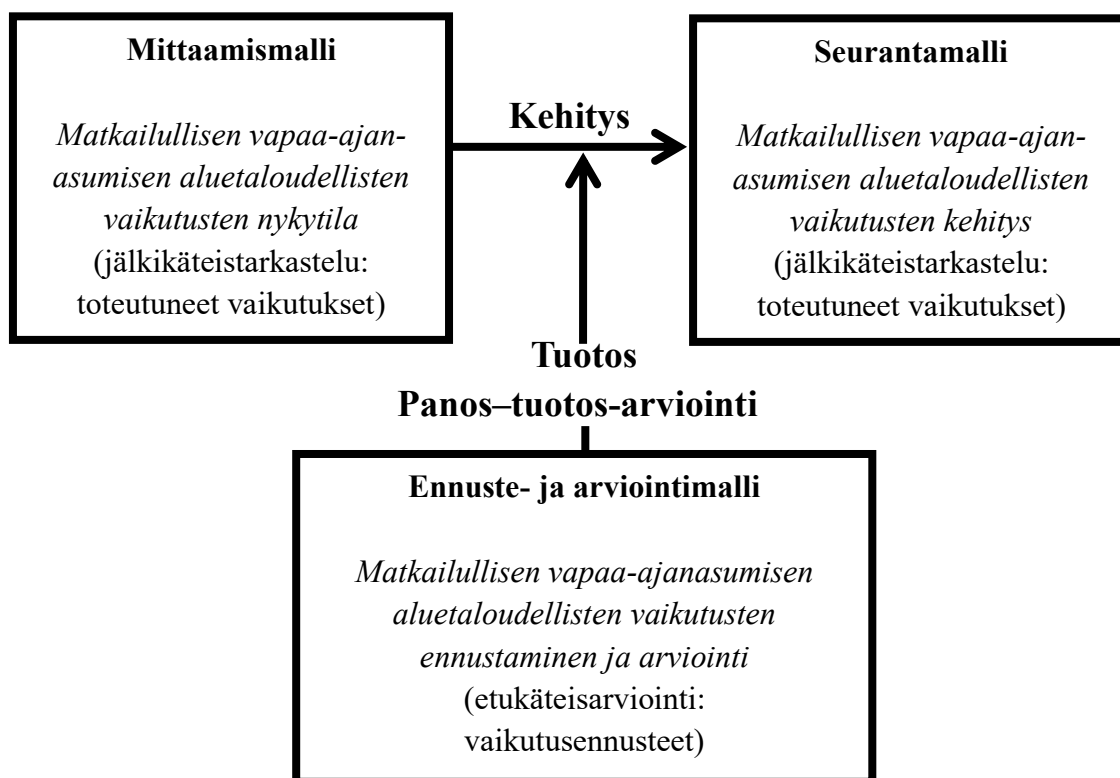 Mittaamismalli
Matkailullisen vapaa-ajan-
asumisen aluetaloudellisten
vaikutusten nykytila
(jälkikäteistarkastelu:
toteutuneet vaikutukset)
Kehitys
Seurantamalli
Matkailullisen vapaa-ajan-
asumisen aluetaloudellisten
vaikutusten kehitys
(jälkikäteistarkastelu:
toteutuneet vaikutukset)
Tuotos
Panos–tuotos-arviointi
Ennuste- ja arviointimalli
Matkailullisen vapaa-ajanasumisen
aluetaloudellisten vaikutusten
ennustaminen ja arviointi
(etukäteisarviointi:
vaikutusennusteet)